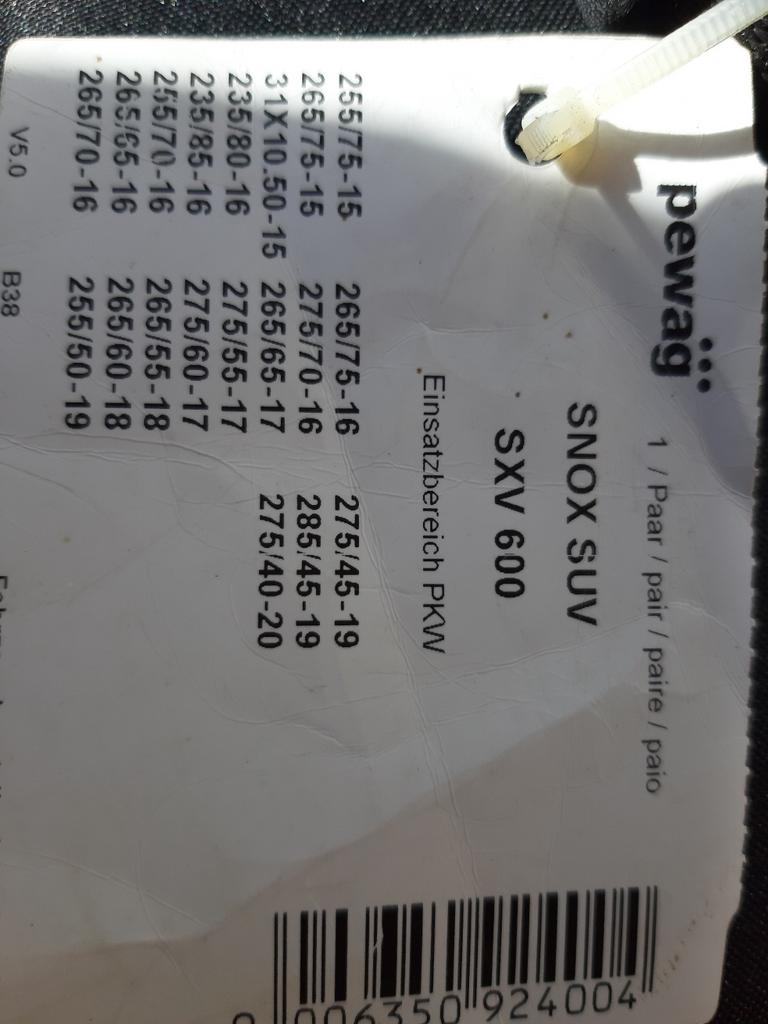 pewag 1 / Paar / pair / paire / paio
SNOX SUV
SXV 600
Einsatzbereich PKW
255/75-15 265/75-16 275/45-19
265/75-15 275/70-16 285/45-19
31X10.50-15 265/65-17 275/40-20
235/80-16 275/55-17
235/85-16 275/60-17
255/70-16 265/55-18
265/65-16 265/60-18
265/70-16 255/50-19
V5.0 B38
9 006350 924004